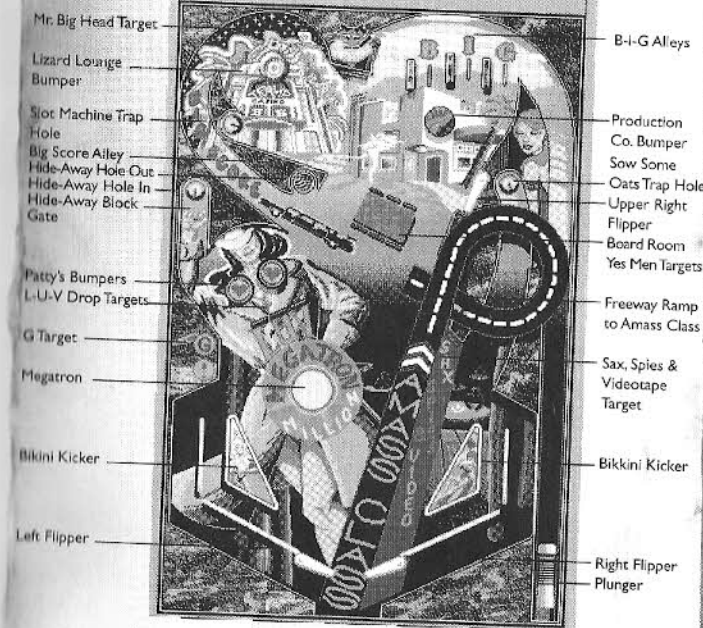 Mr. Big Head Target
Lizard Lounge
Bumper
Slot Machine Trap
Hole
Big Score Alley
Hide-Away Hole Out
Hide-Away Hole In
Hide-Away Block
Gate
Patty's Bumpers
L-U-V Drop Targets
G Target
Megatron
Bikini Kicker
Left Flipper
B I G
SCORE
MEGATRON
MILLION
AMASS CLASS
SAX
VIDEO
G
B-I-G Alleys
Production
Co. Bumper
Sow Some
Oats Trap Hole
Upper Right
Flipper
Board Room
Yes Men Targets
Freeway Ramp
to Amass Class
Sax, Spies &
Videotape
Target
Bikkini Kicker
Right Flipper
Plunger